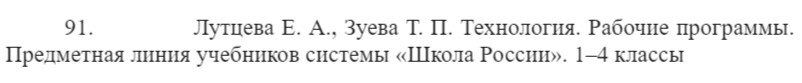 91. Лутцева Е. А., Зуева Т. П. Технология. Рабочие программы.
Предметная линия учебников системы «Школа России». 1–4 классы